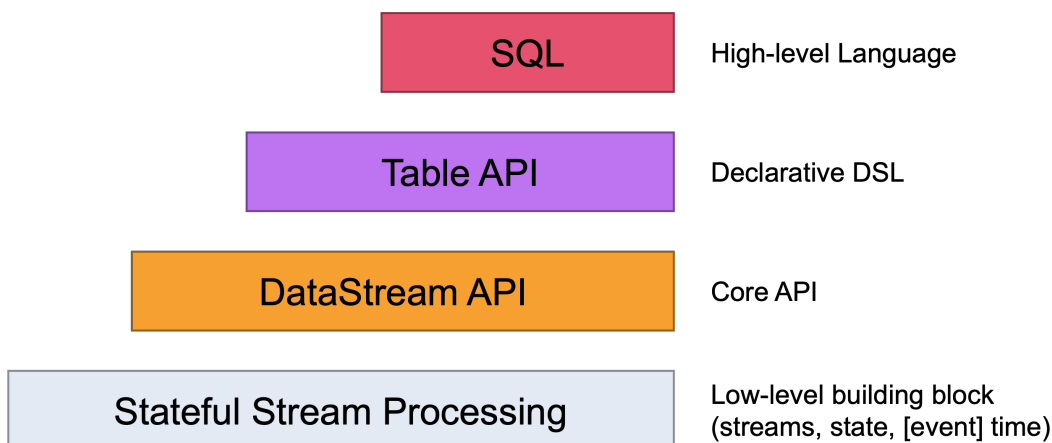 SQL
High-level Language
Table API
Declarative DSL
DataStream API
Core API
Stateful Stream Processing
Low-level building block
(streams, state, [event] time)